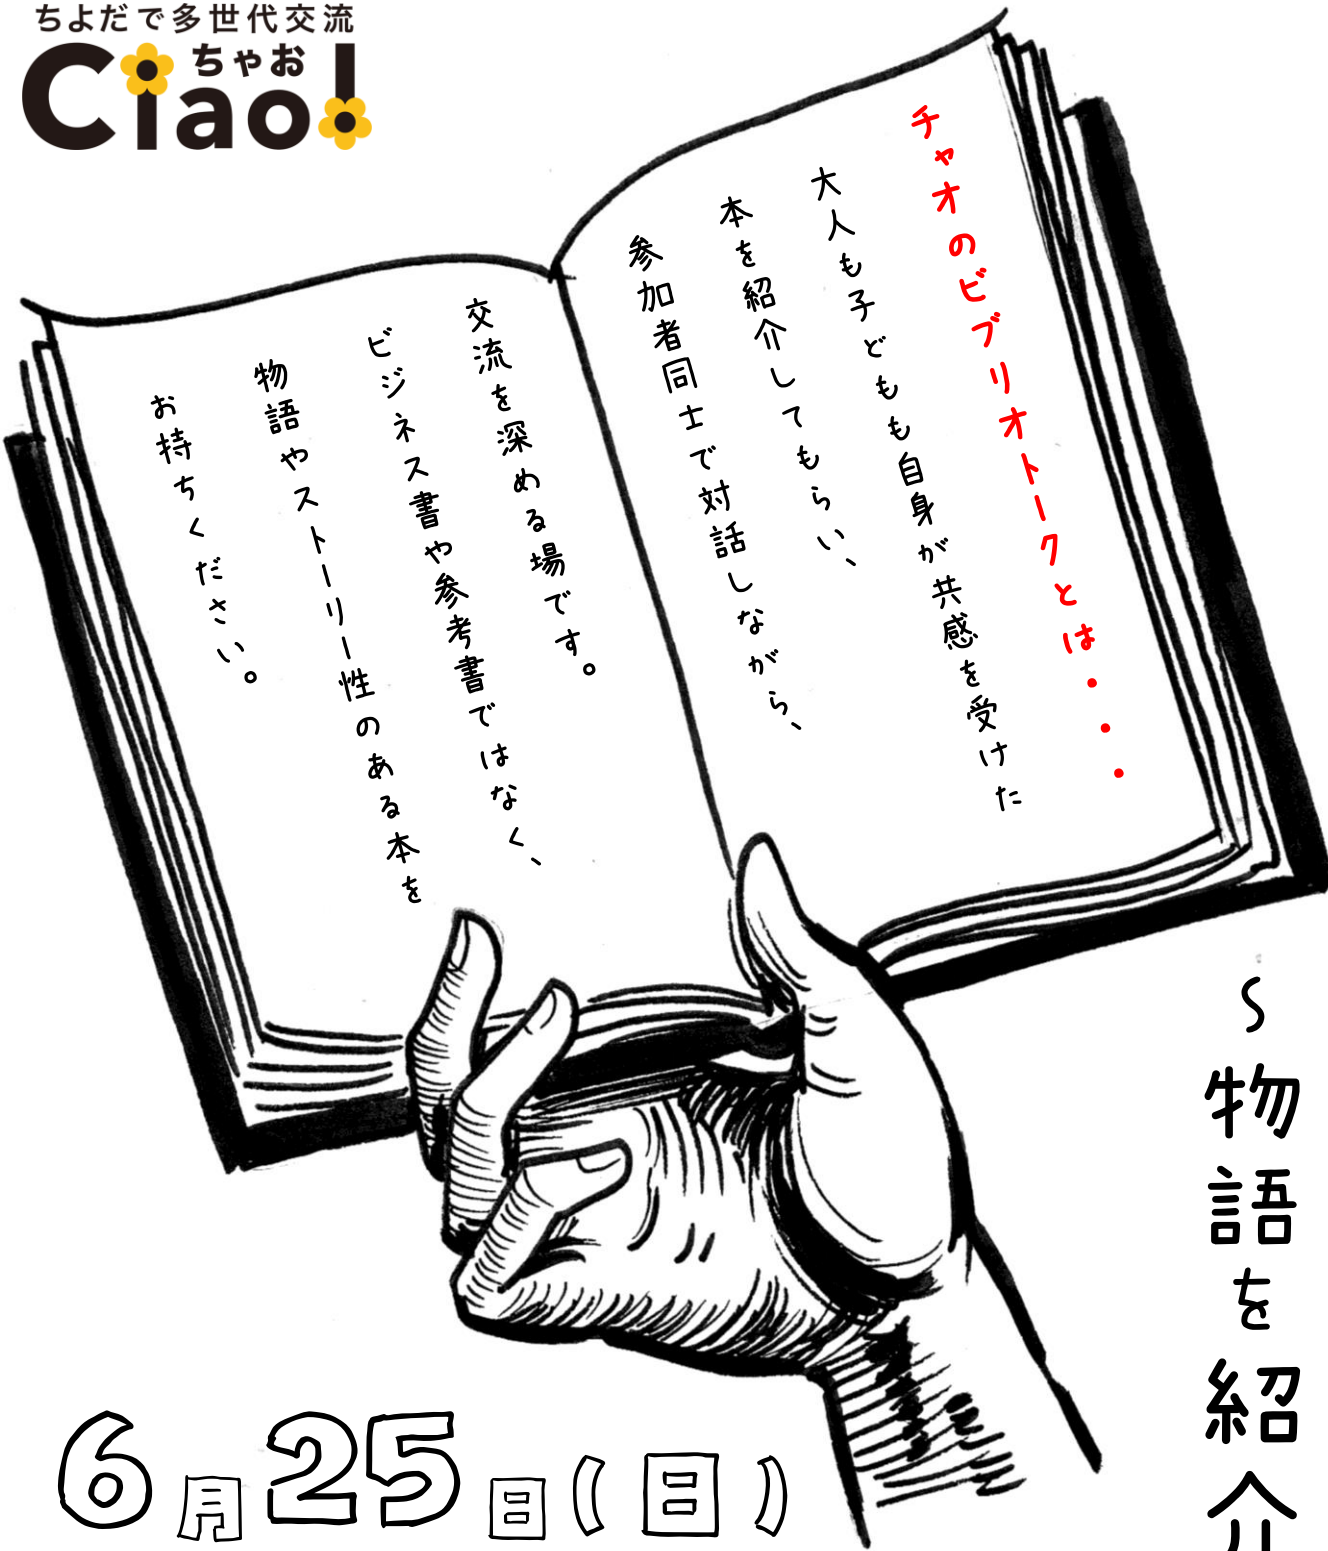 ちよだで多世代交流
ちゃお
Ciao!
チャオのビブリオトークとは・・・
大人も子どもも自身が共感を受けた
本を紹介してもらい、
参加者同士で対話しながら、
交流を深める場です。
ビジネス書や参考書ではなく、
物語やストーリー性のある本を
お持ちください。
〜物語を紹介
6月25日(日)